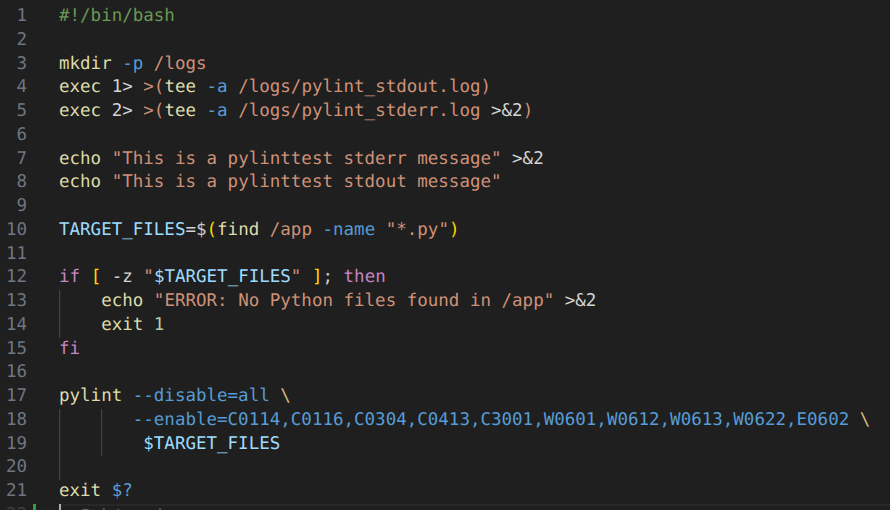 1 #!/bin/bash
2
3 mkdir -p /logs
4 exec 1> >(tee -a /logs/pylint_stdout.log)
5 exec 2> >(tee -a /logs/pylint_stderr.log >&2)
6
7 echo "This is a pylinttest stderr message" >&2
8 echo "This is a pylinttest stdout message"
9
10 TARGET_FILES=$(find /app -name "*.py")
11
12 if [ -z "$TARGET_FILES" ]; then
13     echo "ERROR: No Python files found in /app" >&2
14     exit 1
15 fi
16
17 pylint --disable=all \
18        --enable=C0114,C0116,C0304,C0413,C3001,W0601,W0612,W0613,W0622,E0602 \
19         $TARGET_FILES
20
21 exit $?